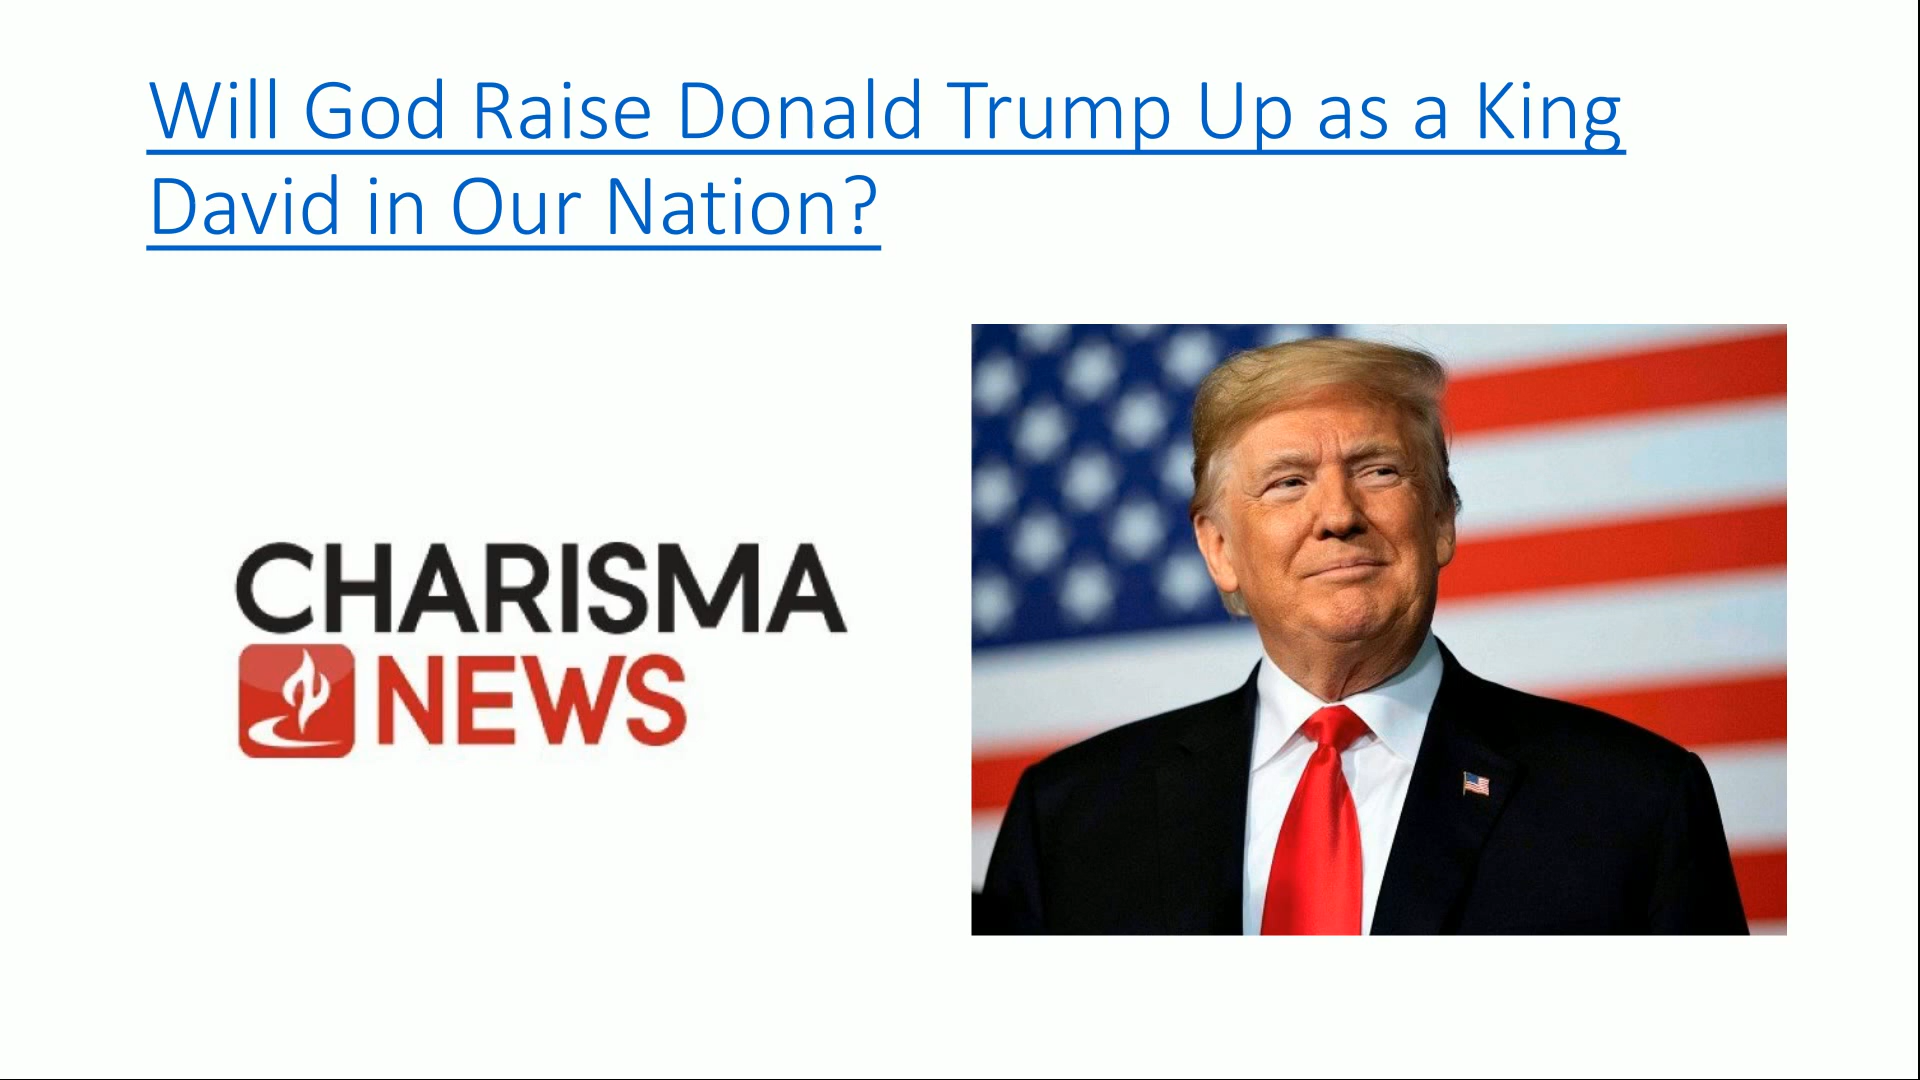 Will God Raise Donald Trump Up as a King
David in Our Nation?
CHARISMA
NEWS